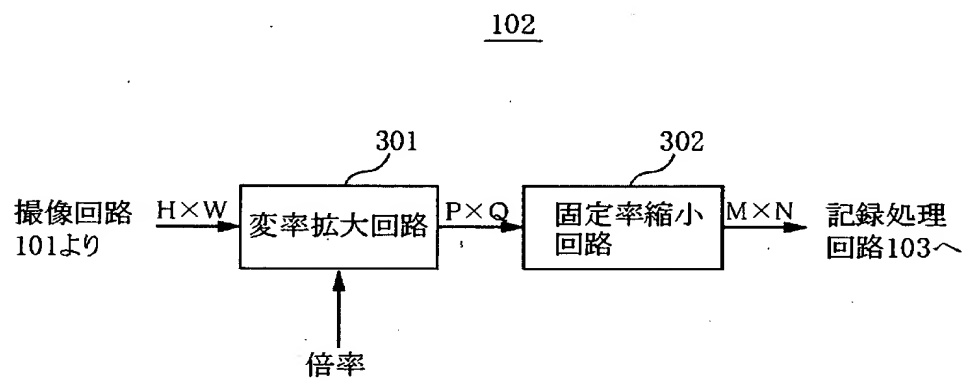 102
301
302
撮像回路
101より
H×W
変率拡大回路
P×Q
固定率縮小
回路
M×N
記録処理
回路103へ
倍率